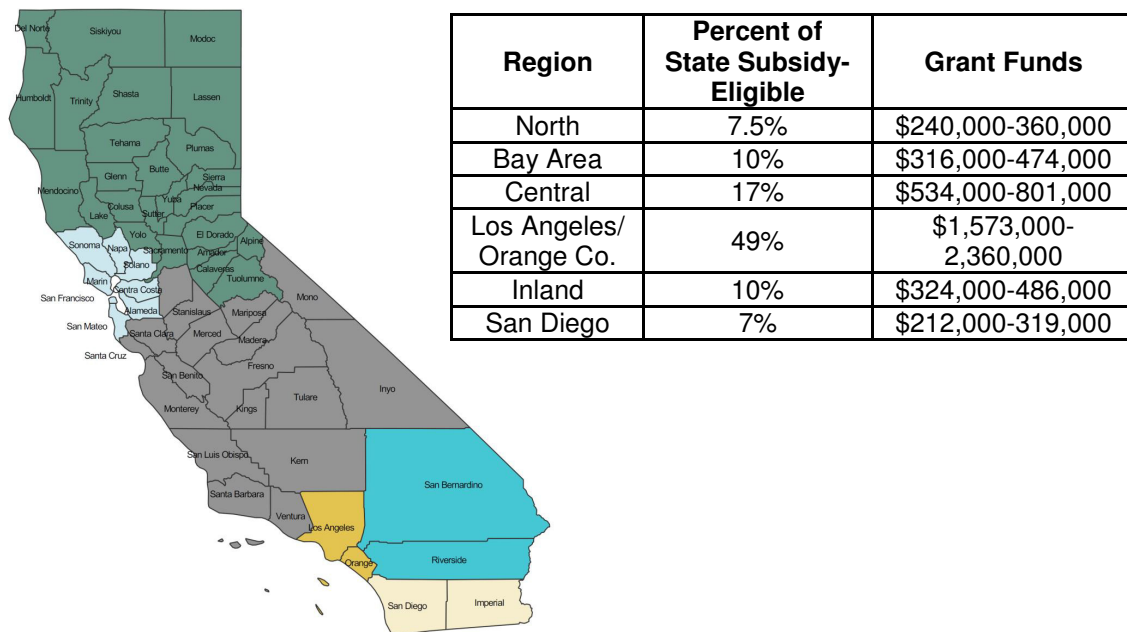 Del Norte
Siskiyou
Modoc
Humboldt
Trinity
Shasta
Lassen
Tehama
Plumas
Mendocino
Glenn
Butte
Sierra
Nevada
Lake
Colusa
Sutter
Yuba
Placer
Yolo
El Dorado
Alpine
Sonoma
Napa
Sacramento
Amador
Solano
Calaveras
Tuolumne
Marin
Contra Costa
Mono
San Francisco
Alameda
Stanislaus
Mariposa
San Mateo
Santa Clara
Merced
Madera
Santa Cruz
Fresno
San Benito
Inyo
Monterey
Kings
Tulare
San Luis Obispo
Kern
Santa Barbara
San Bernardino
Ventura
Los Angeles
Orange
Riverside
San Diego
Imperial
Region
Percent of
State Subsidy-
Eligible
Grant Funds
North 7.5% $240,000-360,000
Bay Area 10% $316,000-474,000
Central 17% $534,000-801,000
Los Angeles/
Orange Co.
49%
$1,573,000-
2,360,000
Inland 10% $324,000-486,000
San Diego 7% $212,000-319,000